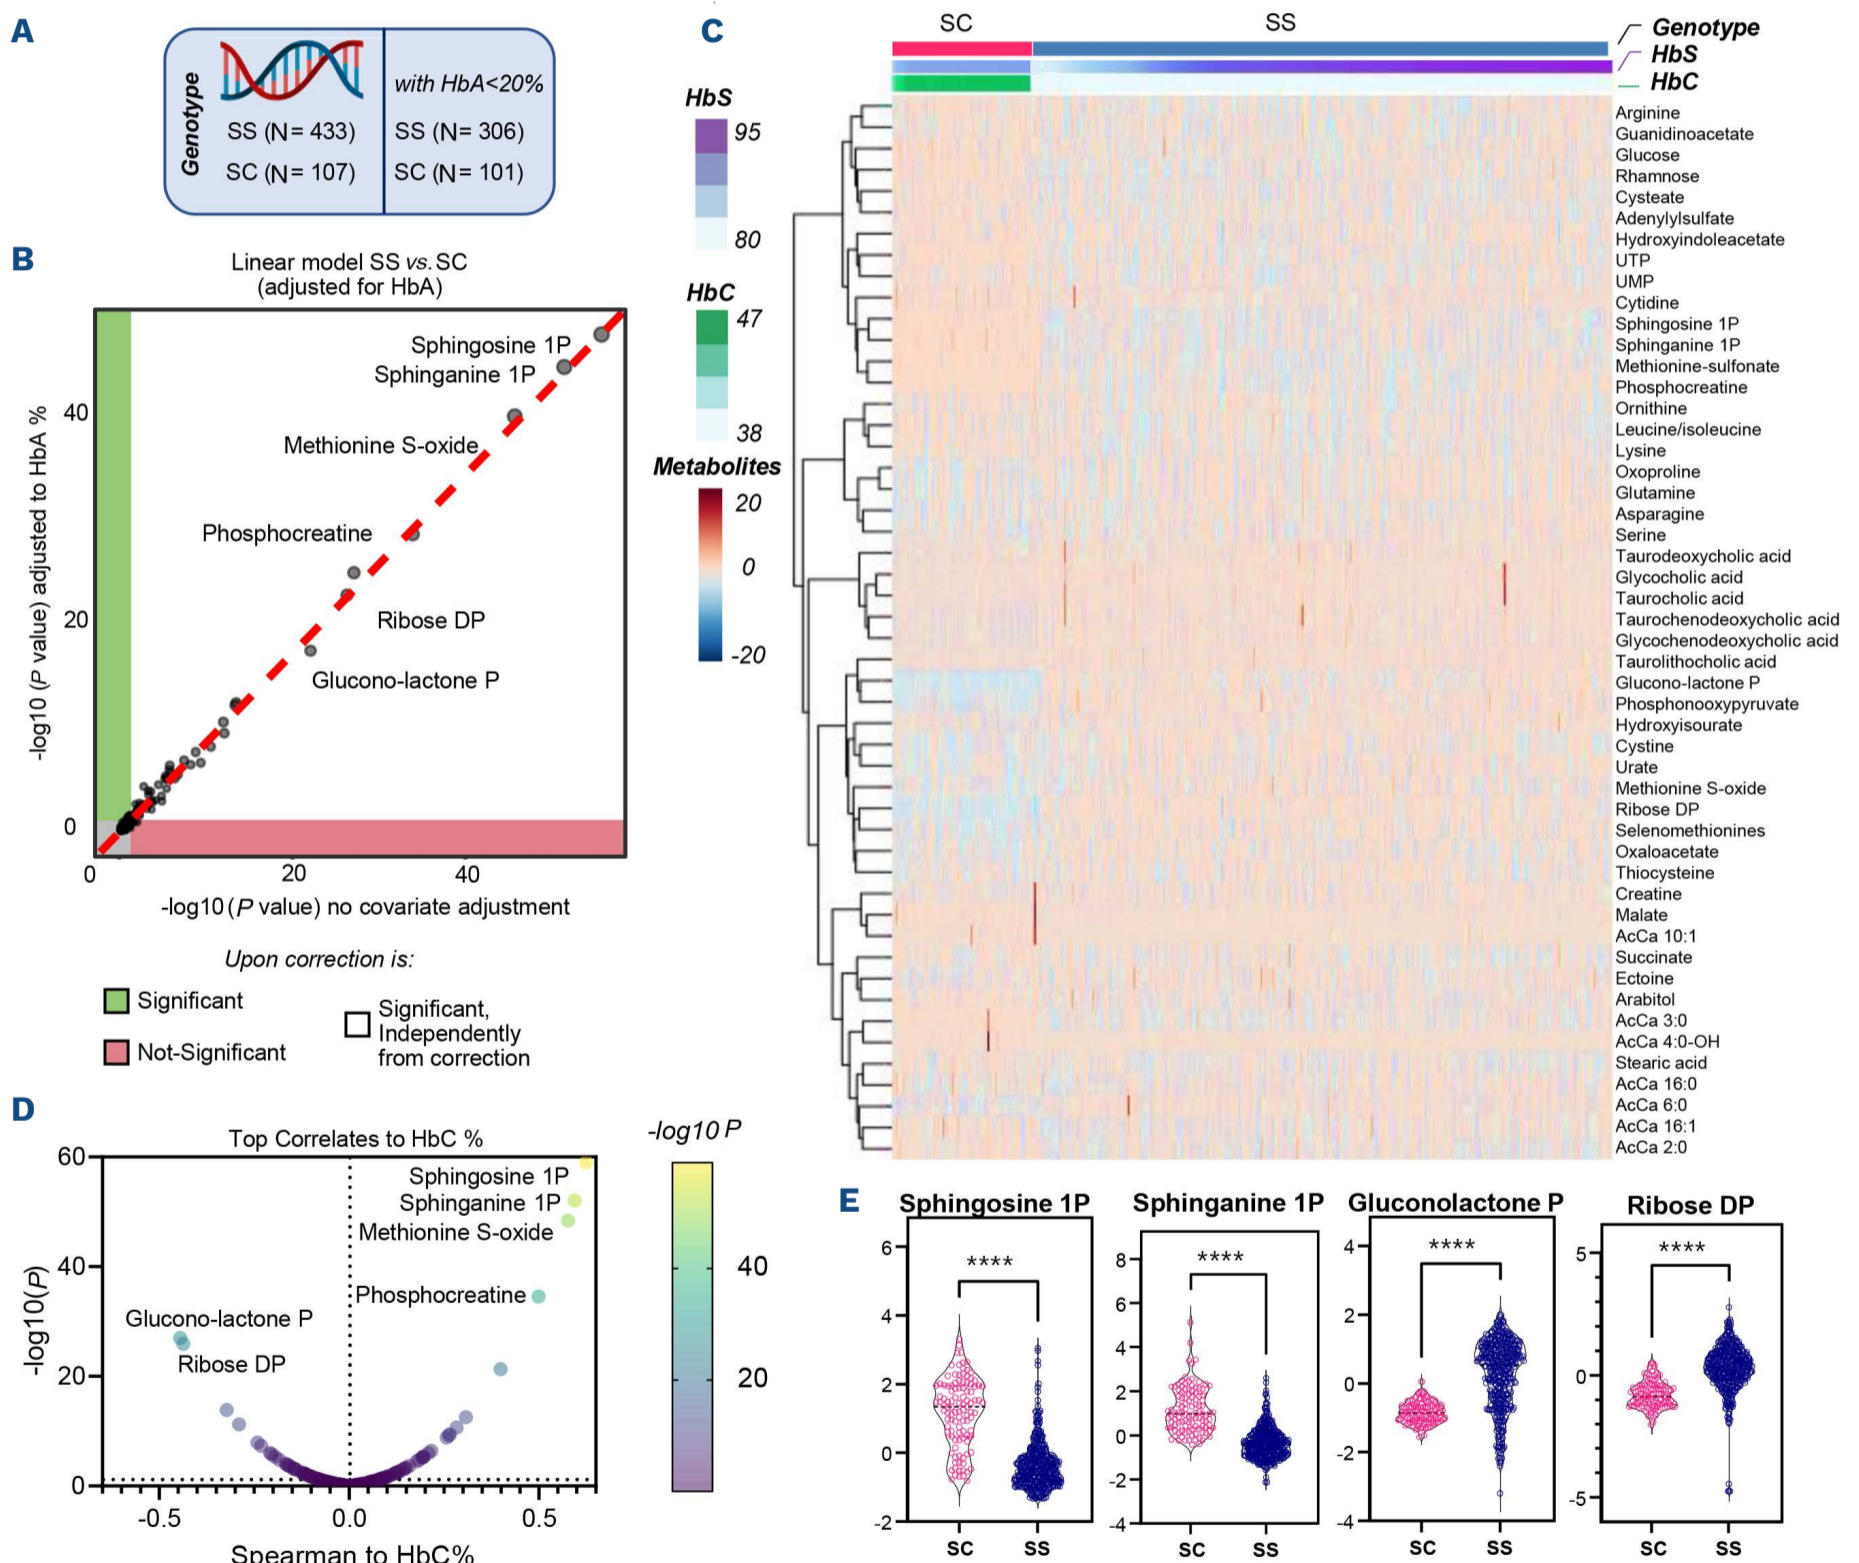 A
Genotype
with HbA<20%
SS (N= 433)
SS (N= 306)
SC (N= 107)
SC (N= 101)
B
Linear model SS vs. SC
(adjusted for HbA)
-log10 (P value) adjusted to HbA %
40
20
0
Sphingosine 1P
Sphinganine 1P
Methionine S-oxide
Phosphocreatine
Ribose DP
Glucono-lactone P
0
20
40
-log10 (P value) no covariate adjustment
Upon correction is:
Significant
Not-Significant
Significant,
Independently
from correction
C
SC
SS
Genotype
HbS
HbC
HbS
95
80
HbC
47
38
Metabolites
20
0
-20
Arginine
Guanidinoacetate
Glucose
Rhamnose
Cysteate
Adenylylsulfate
Hydroxyindoleacetate
UTP
UMP
Cytidine
Sphingosine 1P
Sphinganine 1P
Methionine-sulfonate
Phosphocreatine
Ornithine
Leucine/isoleucine
Lysine
Oxoproline
Glutamine
Asparagine
Serine
Taurodeoxycholic acid
Glycocholic acid
Taurocholic acid
Taurochenodeoxycholic acid
Glycochenodeoxycholic acid
Taurolithocholic acid
Glucono-lactone P
Phosphonooxypyruvate
Hydroxyisourate
Cystine
Urate
Methionine S-oxide
Ribose DP
Selenomethionines
Oxaloacetate
Thiocysteine
Creatine
Malate
AcCa 10:1
Succinate
Ectoine
Arabitol
AcCa 3:0
AcCa 4:0-OH
Stearic acid
AcCa 16:0
AcCa 6:0
AcCa 16:1
AcCa 2:0
D
Top Correlates to HbC %
-log10(P)
60
40
20
0
Sphingosine 1P
Sphinganine 1P
Methionine S-oxide
Phosphocreatine
Glucono-lactone P
Ribose DP
-0.5
0.0
0.5
Spearman to HbC%
-log10 P
40
20
E
Sphingosine 1P
6
4
2
0
-2
****
SC
SS
Sphinganine 1P
8
6
4
2
0
-2
-4
****
SC
SS
Gluconolactone P
4
2
0
-2
-4
****
SC
SS
Ribose DP
5
0
-5
****
SC
SS